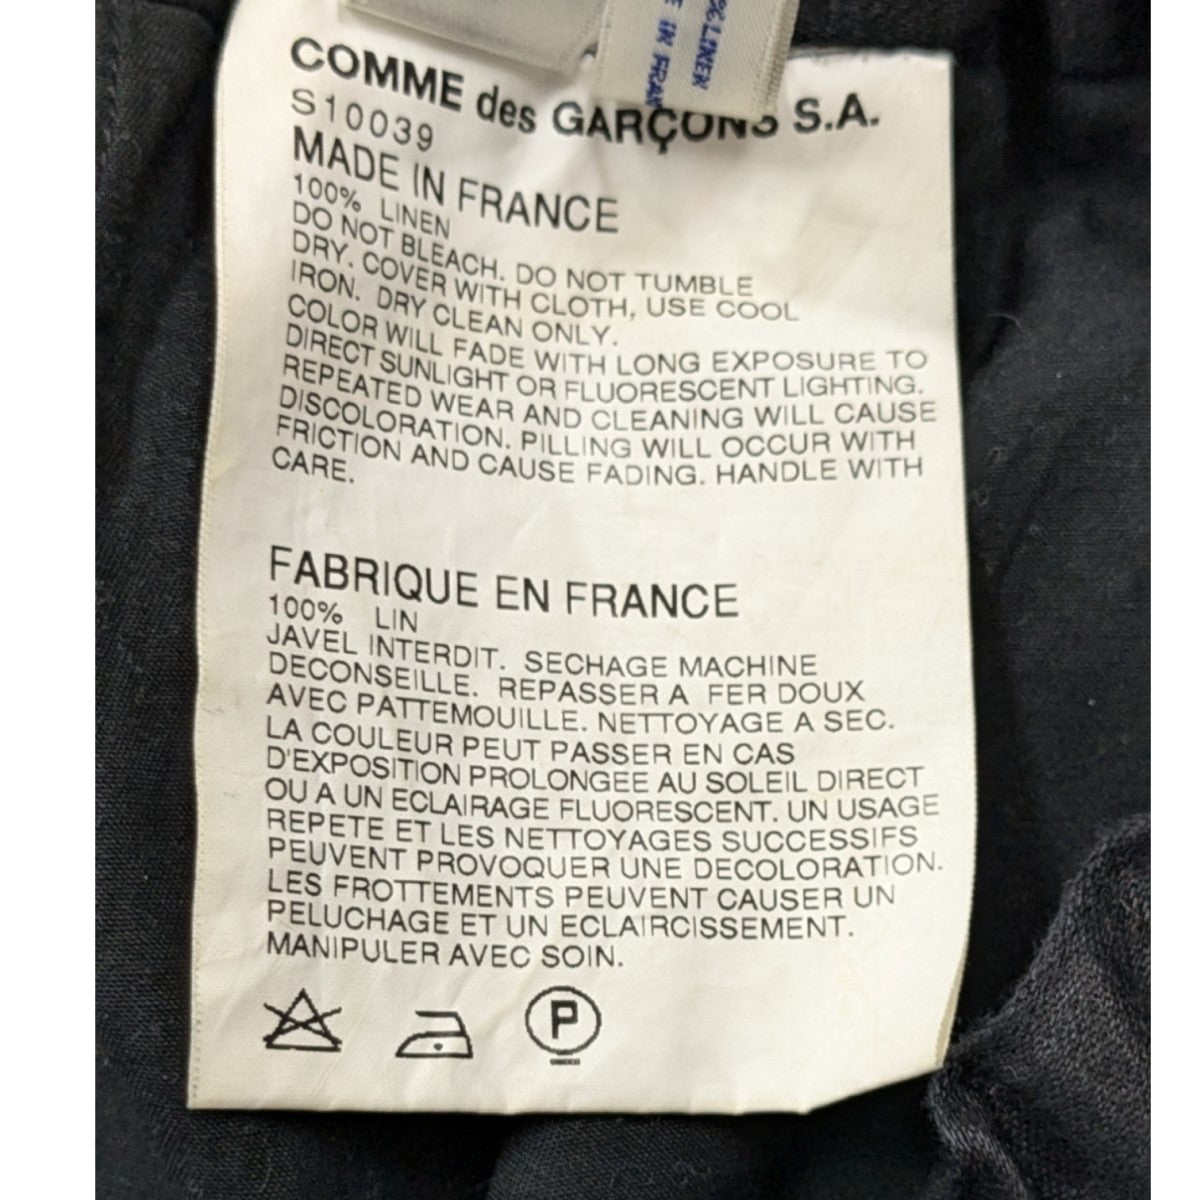 % LINEN
IN FRAN
COMME des GARÇONS S.A.
S10039
MADE IN FRANCE
100% LINEN
DO NOT BLEACH. DO NOT TUMBLE
DRY. COVER WITH CLOTH, USE COOL
IRON. DRY CLEAN ONLY.
COLOR WILL FADE WITH LONG EXPOSURE TO
DIRECT SUNLIGHT OR FLUORESCENT LIGHTING.
REPEATED WEAR AND CLEANING WILL CAUSE
DISCOLORATION. PILLING WILL OCCUR WITH
FRICTION AND CAUSE FADING. HANDLE WITH
CARE.
FABRIQUE EN FRANCE
100% LIN
JAVEL INTERDIT. SECHAGE MACHINE
DECONSEILLE. REPASSER A FER DOUX
AVEC PATTEMOUILLE. NETTOYAGE A SEC.
LA COULEUR PEUT PASSER EN CAS
D'EXPOSITION PROLONGEE AU SOLEIL DIRECT
OU A UN ECLAIRAGE FLUORESCENT. UN USAGE
REPETE ET LES NETTOYAGES SUCCESSIFS
PEUVENT PROVOQUER UNE DECOLORATION.
LES FROTTEMENTS PEUVENT CAUSER UN
PELUCHAGE ET UN ECLAIRCISSEMENT.
MANIPULER AVEC SOIN.
P